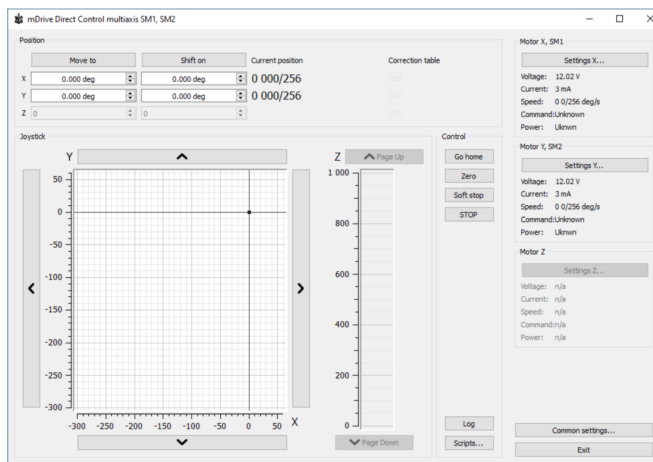 mDrive Direct Control multiaxis SM1, SM2
Position
Move to Shift on Current position Correction table
X 0.000 deg 0.000 deg 0 000/256
Y 0.000 deg 0.000 deg 0 000/256
Z 0 0
Joystick
Y
50
0
-50
-100
-150
-200
-250
-300
-300 -250 -200 -150 -100 -50 0 50 X
Z Page Up
1 000
800
600
400
200
0
Page Down
Control
Go home
Zero
Soft stop
STOP
Log
Scripts...
Motor X, SM1
Settings X...
Voltage: 12.02 V
Current: 3 mA
Speed: 0 0/256 deg/s
Command:Unknown
Power: Uknwn
Motor Y, SM2
Settings Y...
Voltage: 12.02 V
Current: 3 mA
Speed: 0 0/256 deg/s
Command:Unknown
Power: Uknwn
Motor Z
Settings Z...
Voltage: n/a
Current: n/a
Speed: n/a
Command:n/a
Power: n/a
Common settings...
Exit